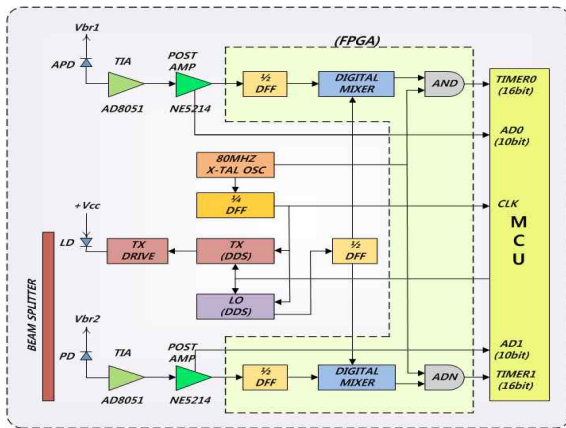 Vbr1
(FPGA)
APD
TIA
POST
AMP
½
DFF
DIGITAL
MIXER
AND
TIMER0
(16bit)
AD8051
NE5214
AD0
(10bit)
80MHZ
X-TAL OSC
¼
DFF
CLK
+Vcc
LD
TX
DRIVE
TX
(DDS)
½
DFF
MCU
LO
(DDS)
BEAM SPLITTER
Vbr2
PD
TIA
POST
AMP
½
DFF
DIGITAL
MIXER
ADN
AD1
(10bit)
TIMER1
(16bit)
AD8051
NE5214